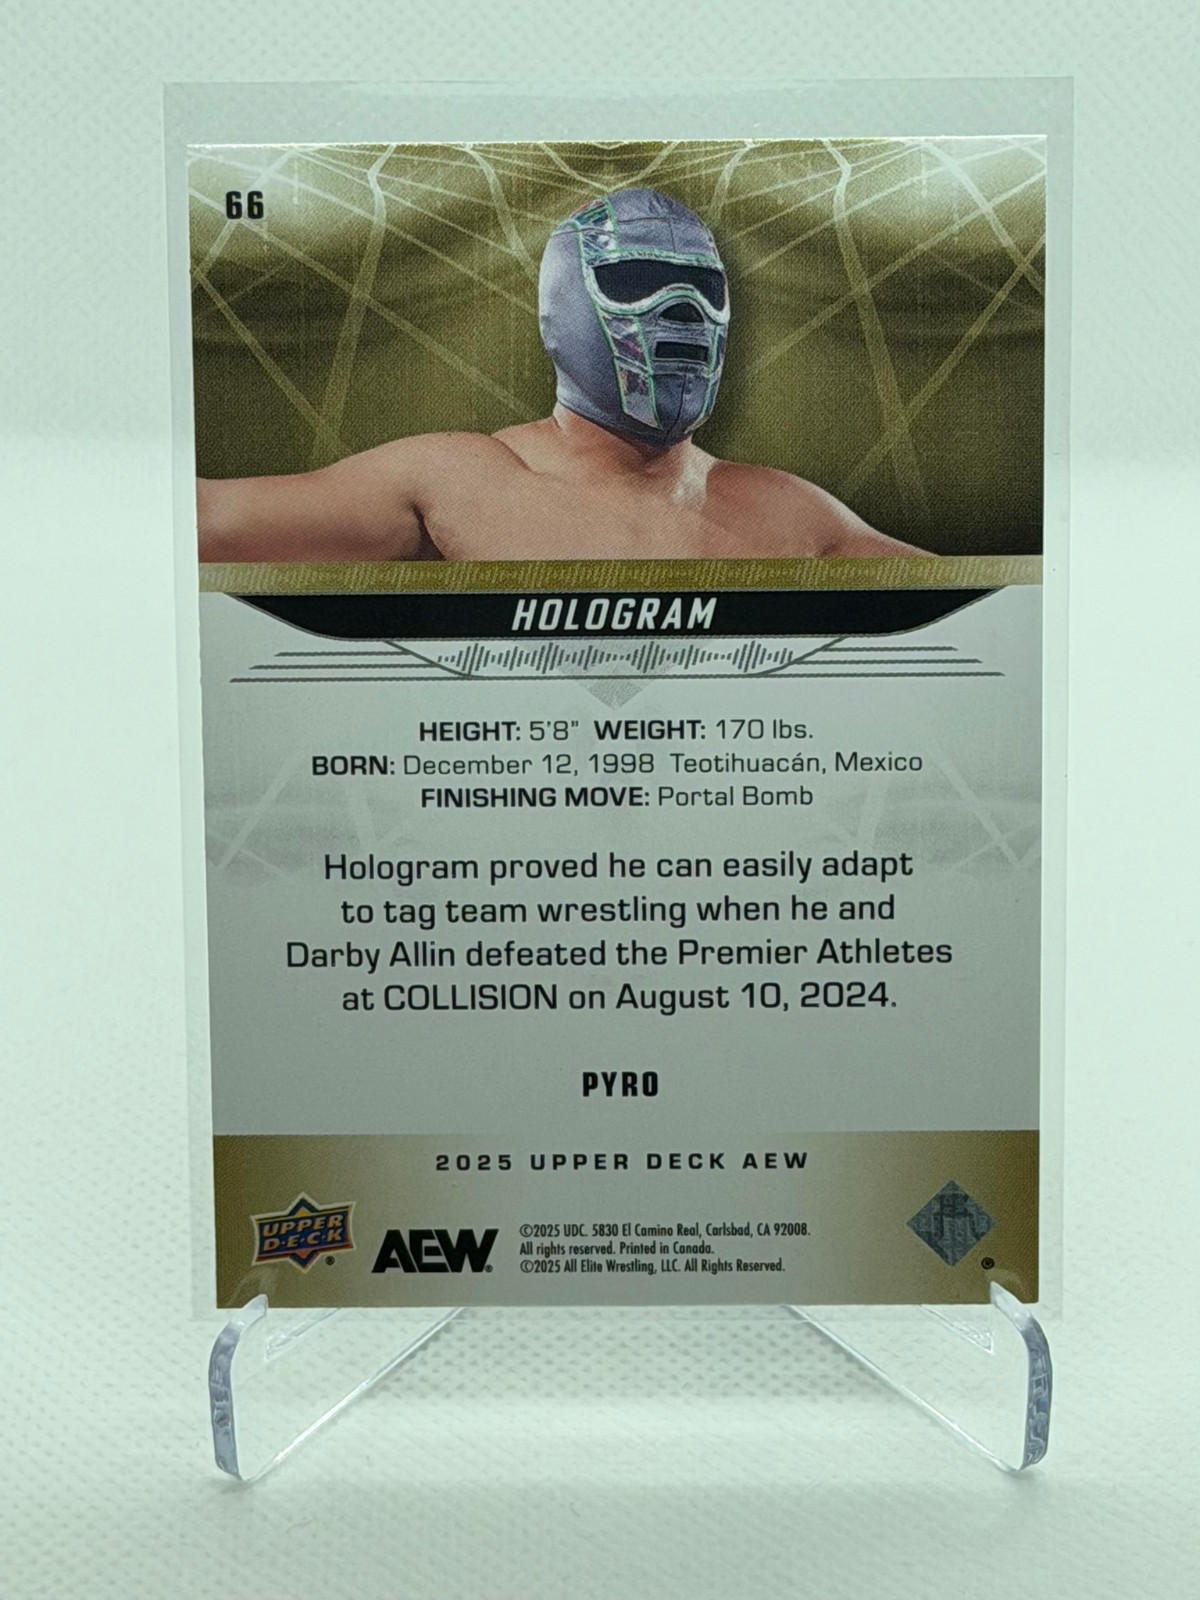 66
HOLOGRAM
HEIGHT: 5'8" WEIGHT: 170 lbs.
BORN: December 12, 1998 Teotihuacán, Mexico
FINISHING MOVE: Portal Bomb
Hologram proved he can easily adapt
to tag team wrestling when he and
Darby Allin defeated the Premier Athletes
at COLLISION on August 10, 2024.
PYRO
2025 UPPER DECK AEW
UPPER
D·E·C·K
®
AEW®
©2025 UDC. 5830 El Camino Real, Carlsbad, CA 92008.
All rights reserved. Printed in Canada.
©2025 All Elite Wrestling, LLC. All Rights Reserved.